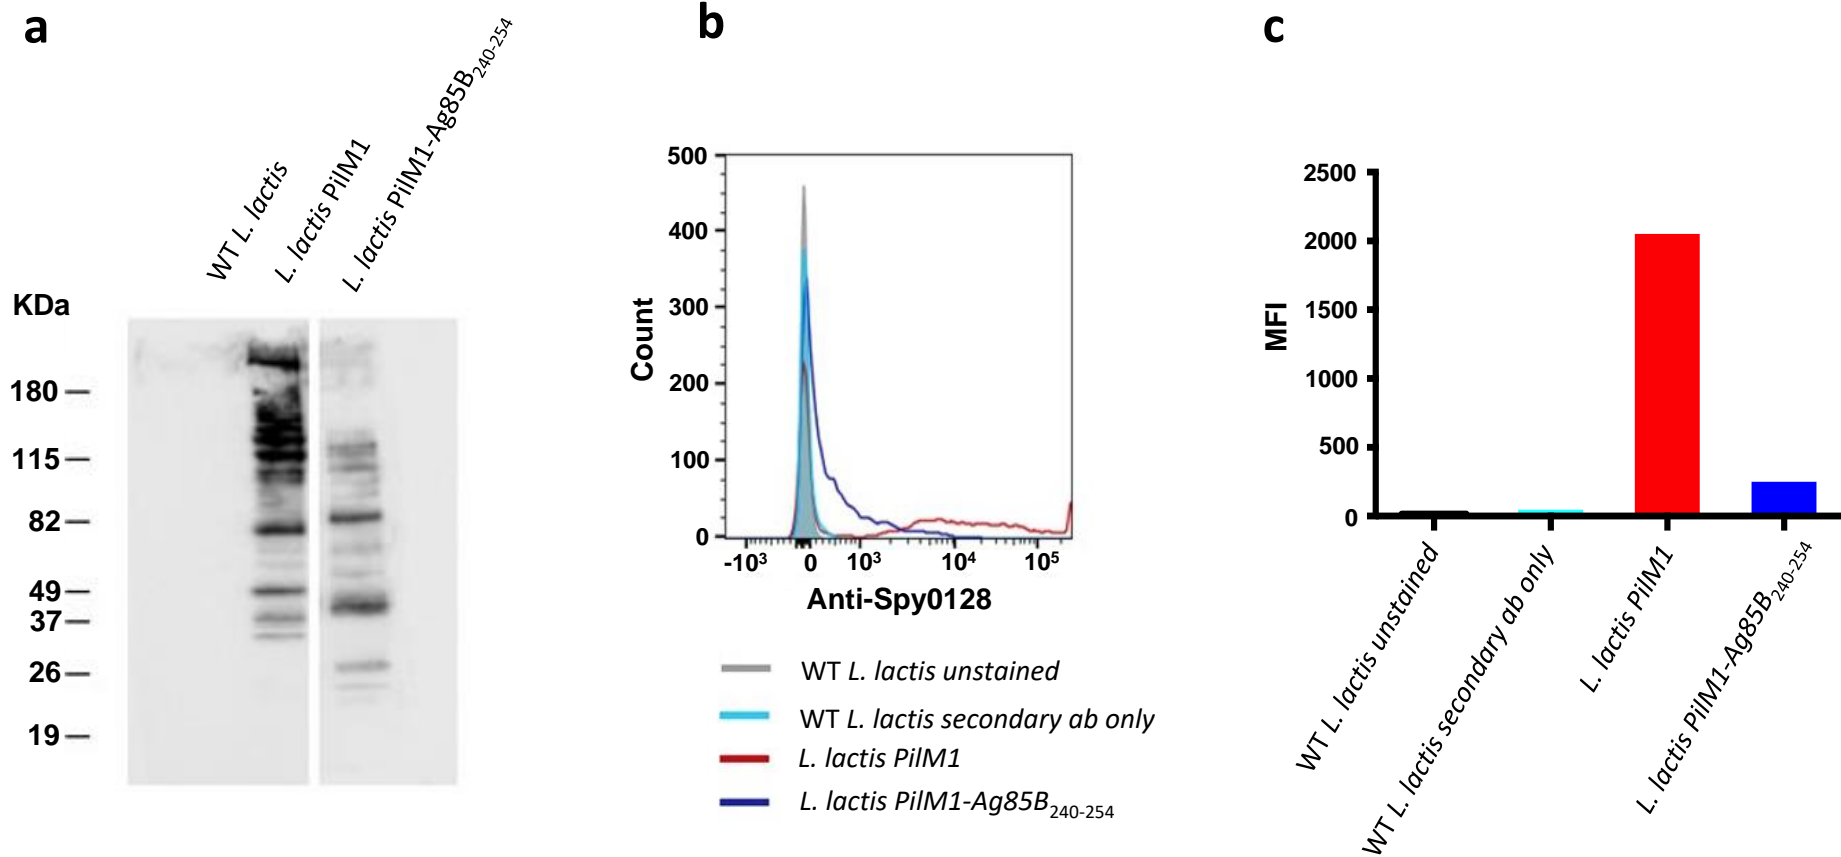 a
WT L. lactis
L. lactis PilM1
L. lactis PilM1-Ag85B240-254
KDa
180
115
82
49
37
26
19
b
500
400
300
200
100
0
Count
-10³
0
10³
10⁴
10⁵
Anti-Spy0128
WT L. lactis unstained
WT L. lactis secondary ab only
L. lactis PilM1
L. lactis PilM1-Ag85B240-254
c
2500
2000
1500
1000
500
0
MFI
WT L. lactis unstained
WT L. lactis secondary ab only
L. lactis PilM1
L. lactis PilM1-Ag85B240-254